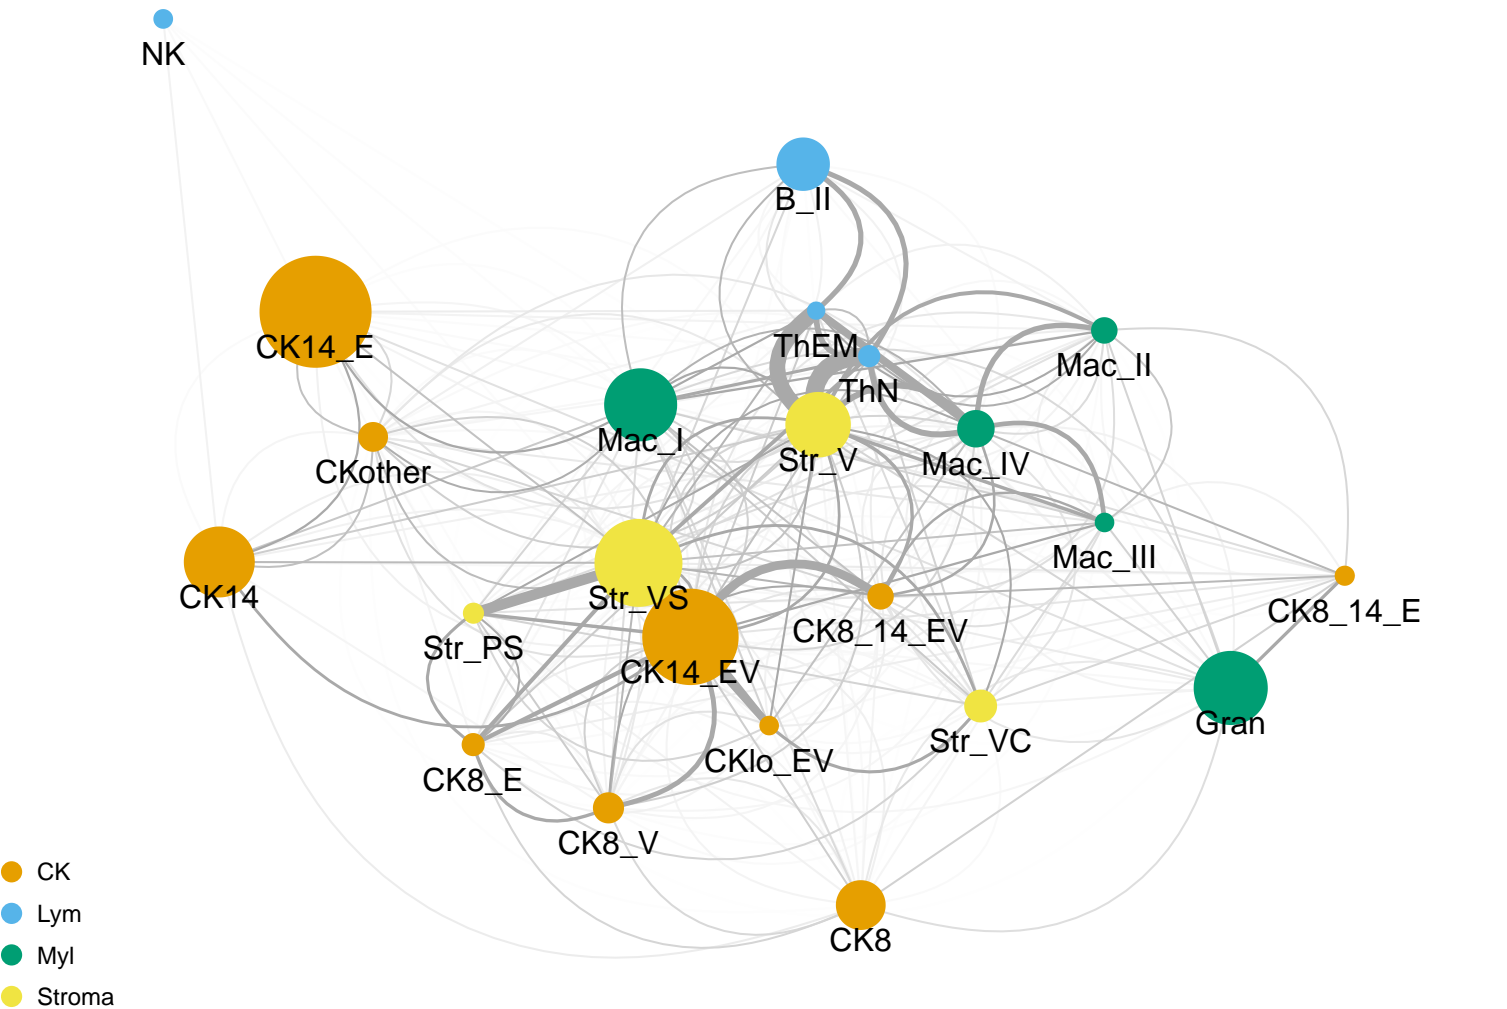 NK
B_II
CK14_E
ThEM
Mac_II
ThN
Mac_I
Str_V
Mac_IV
CKother
Mac_III
CK14
Str_VS
CK8_14_E
CK8_14_EV
Str_PS
CK14_EV
Gran
Str_VC
CKlo_EV
CK8_E
CK8_V
CK8
CK
Lym
Myl
Stroma